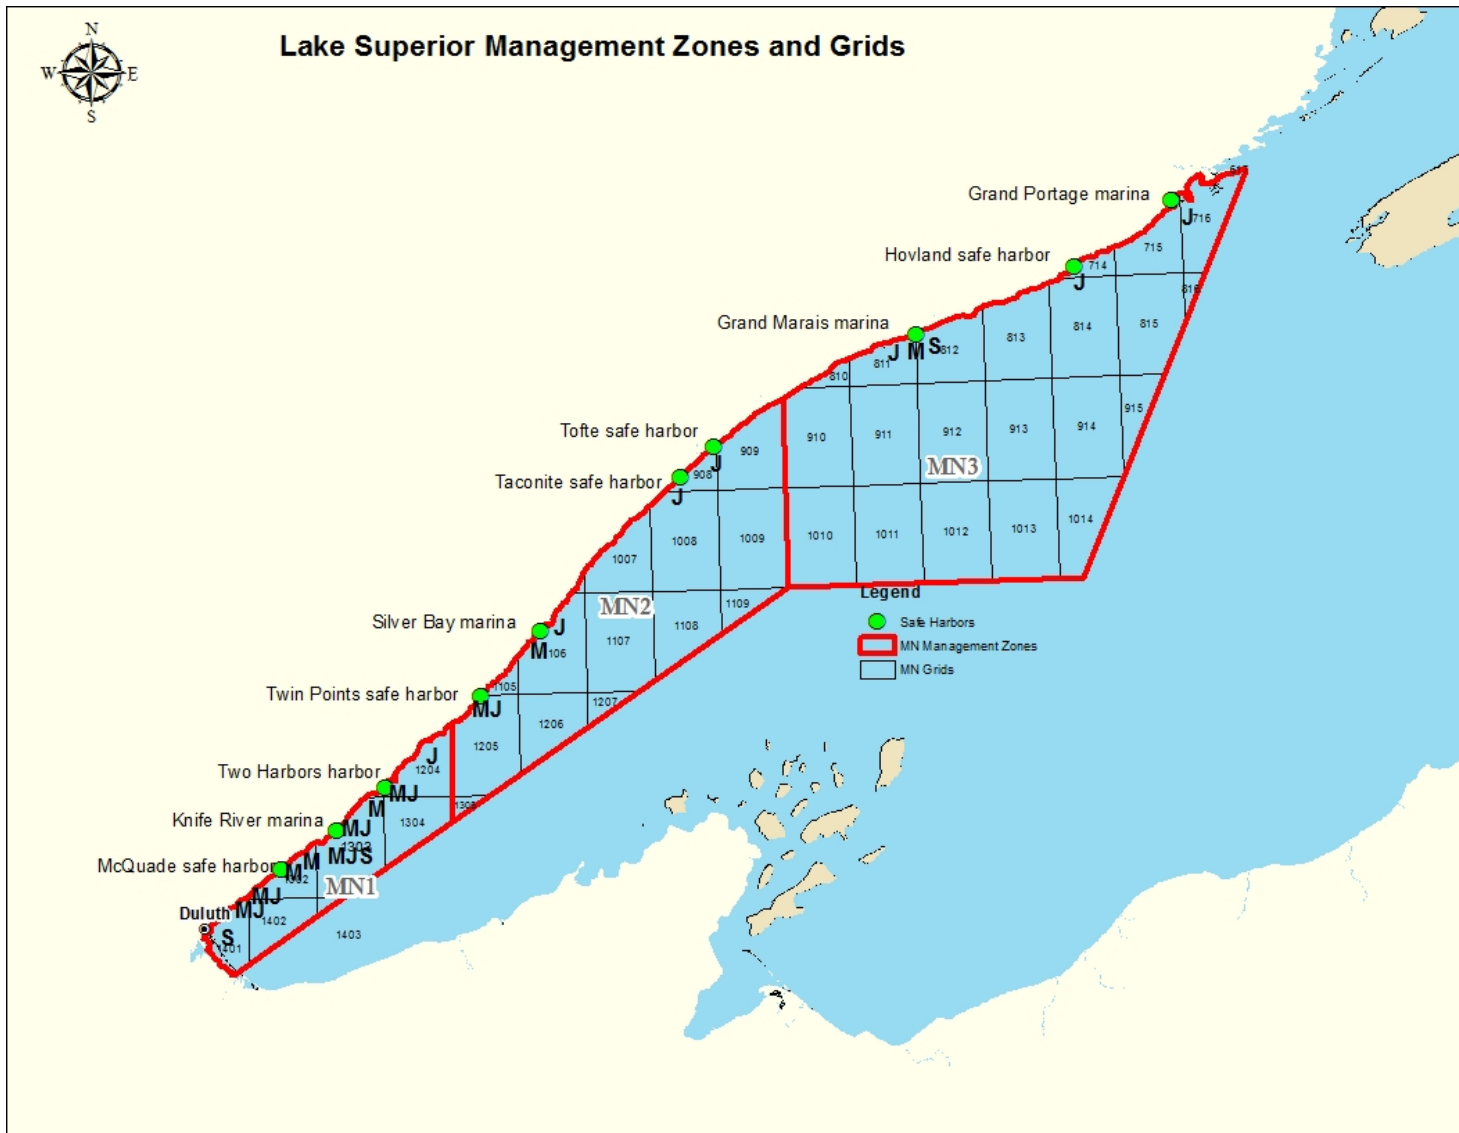 N
Lake Superior Management Zones and Grids
W E
S
Grand Portage marina
J 716
715
Hovland safe harbor
714
J
816
Grand Marais marina
815
814
813
J M S 812
811
810
915
914
913
912
911
910
Tofte safe harbor
909
J
MN3
Taconite safe harbor
908
J
1014
1013
1012
1011
1010
1009
1008
1007
Legend
Safe Harbors
MN Management Zones
MN Grids
MN2
1109
1108
1107
Silver Bay marina
J
M
Twin Points safe harbor
1105
MJ
1207
1206
1205
J
1204
Two Harbors harbor
MJ
M
1304
Knife River marina
MJ
MJS
McQuade safe harbor
M
M
MN1
MJ
MJ
Duluth
1402
S
1401
1403